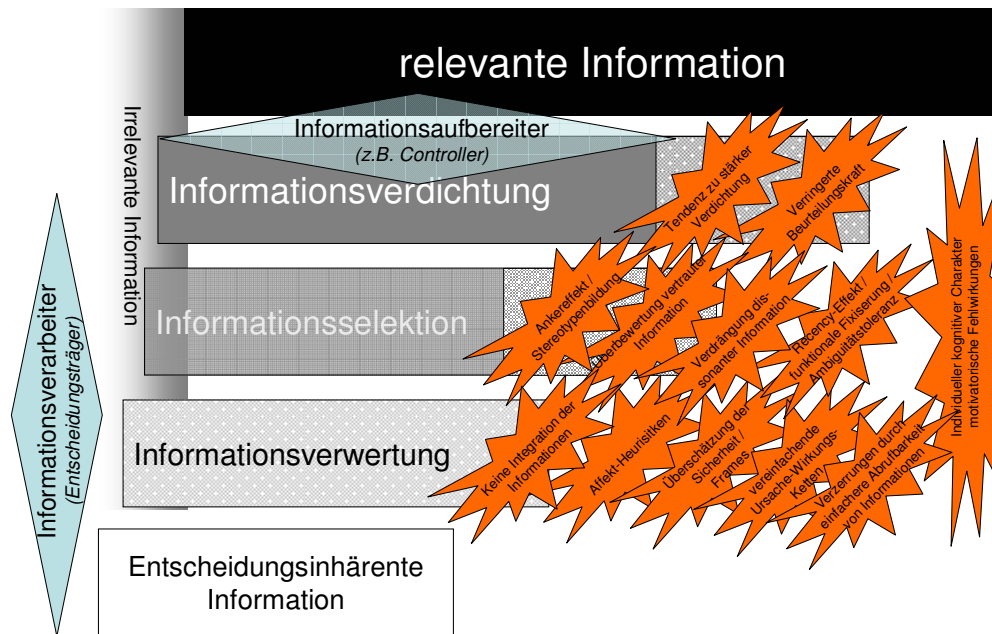 relevante Information
Irrelevante Information
Informationsaufbereiter
(z.B. Controller)
Informationsverdichtung
Tendenz zu stärker
Verdichtung
Verringerte
Beurteilungskraft
Informationsverarbeiter
(Entscheidungsträger)
Informationsselektion
Ankereffekt /
Stereotypenbildung
Überbewertung vertrauter
Information
Verdrängung dis-
sonanter Information
Recency-Effekt /
funktionale Fixiserung /
Ambiguitätstoleranz
Individueller kognitiver Charakter
motivatorische Fehlwirkungen
Informationsverwertung
Keine Integration der
Informationen
Affekt-Heurisitken
Überschätzung der
Sicherheit /
Frames
vereinfachende
Ursache-Wirkungs-
Ketten
Verzerrungen durch
einfachere Abrufbarkeit
von Informationen
Entscheidungsinhärente
Information